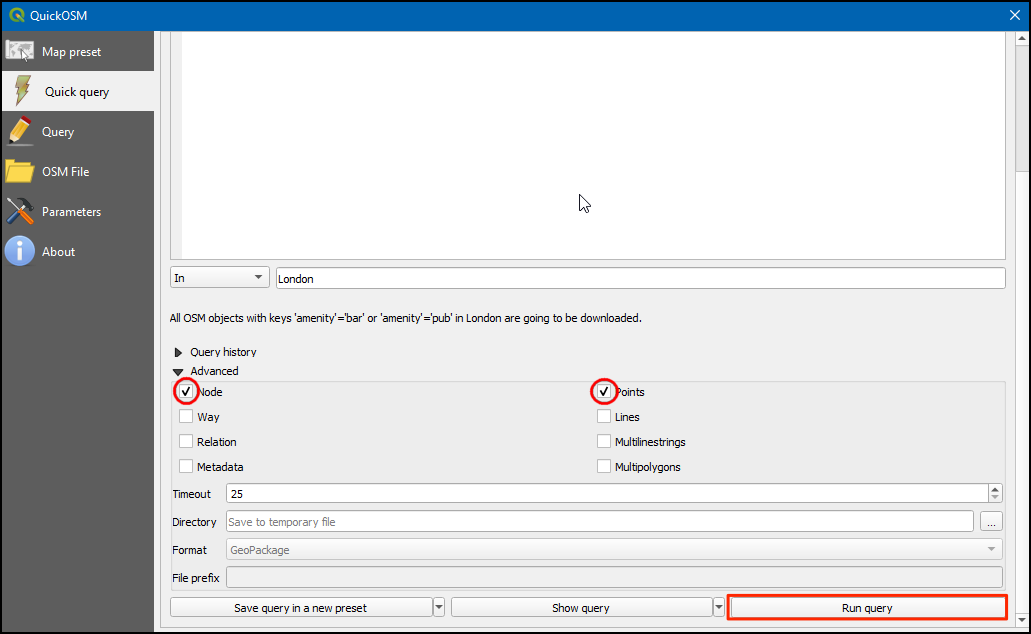 QuickOSM
Map preset
Quick query
Query
OSM File
Parameters
About
In
London
All OSM objects with keys 'amenity'='bar' or 'amenity'='pub' in London are going to be downloaded.
Query history
Advanced
Node
Points
Way
Lines
Relation
Multilinestrings
Metadata
Multipolygons
Timeout
25
Directory
Save to temporary file
...
Format
GeoPackage
File prefix
Save query in a new preset
Show query
Run query